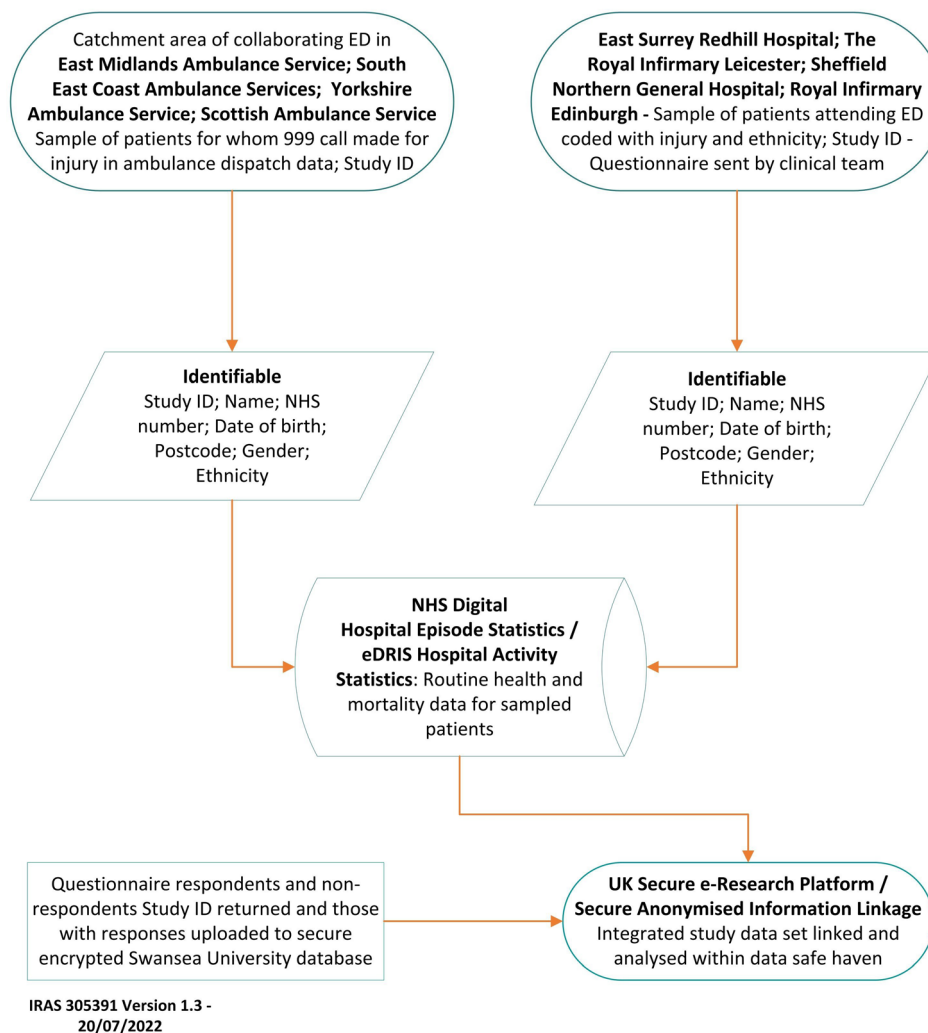 Catchment area of collaborating ED in
East Midlands Ambulance Service; South
East Coast Ambulance Services;  Yorkshire
Ambulance Service; Scottish Ambulance Service
Sample of patients for whom 999 call made for
injury in ambulance dispatch data; Study ID
East Surrey Redhill Hospital; The
Royal Infirmary Leicester; Sheffield
Northern General Hospital; Royal Infirmary
Edinburgh - Sample of patients attending ED
coded with injury and ethnicity; Study ID -
Questionnaire sent by clinical team
Identifiable
Study ID; Name; NHS
number; Date of birth;
Postcode; Gender;
Ethnicity
Identifiable
Study ID; Name; NHS
number; Date of birth;
Postcode; Gender;
Ethnicity
NHS Digital
Hospital Episode Statistics /
eDRIS Hospital Activity
Statistics: Routine health and
mortality data for sampled
patients
Questionnaire respondents and non-
respondents Study ID returned and those
with responses uploaded to secure
encrypted Swansea University database
UK Secure e-Research Platform /
Secure Anonymised Information Linkage
Integrated study data set linked and
analysed within data safe haven
IRAS 305391 Version 1.3 -
20/07/2022